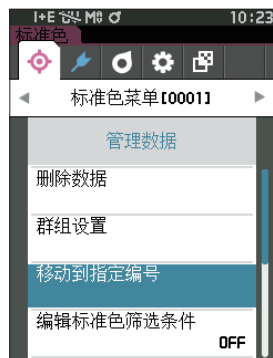 I+E M0 10:23
标准色
标准色菜单[0001]
管理数据
删除数据
群组设置
移动到指定编号
编辑标准色筛选条件
OFF